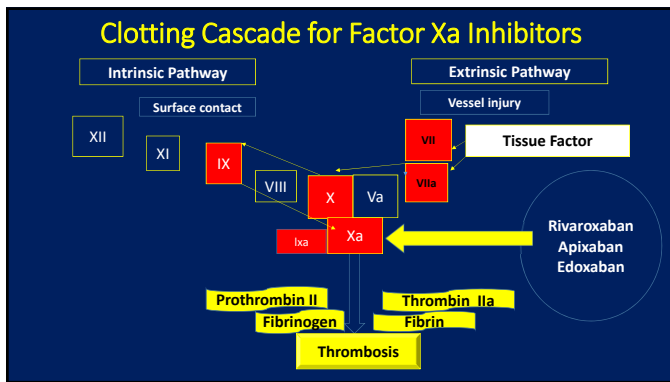 Clotting Cascade for Factor Xa Inhibitors
Intrinsic Pathway
Extrinsic Pathway
Surface contact
Vessel injury
XII
XI
IX
VIII
X
Va
VII
VIIa
Tissue Factor
Ixa
Xa
Rivaroxaban
Apixaban
Edoxaban
Prothrombin II
Thrombin IIa
Fibrinogen
Fibrin
Thrombosis